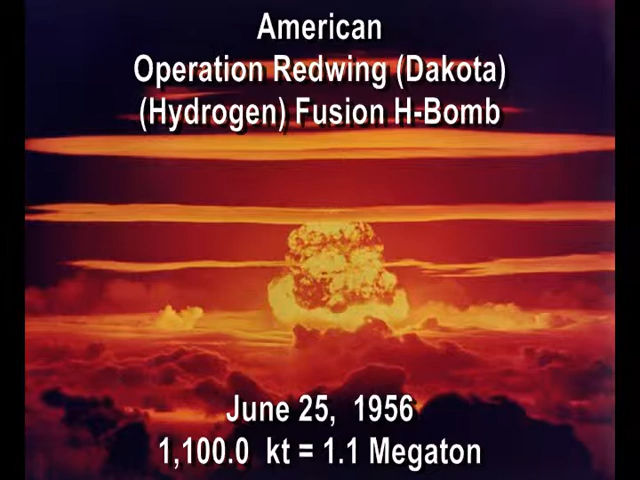 American
Operation Redwing (Dakota)
(Hydrogen) Fusion H-Bomb
June 25, 1956
1,100.0 kt = 1.1 Megaton